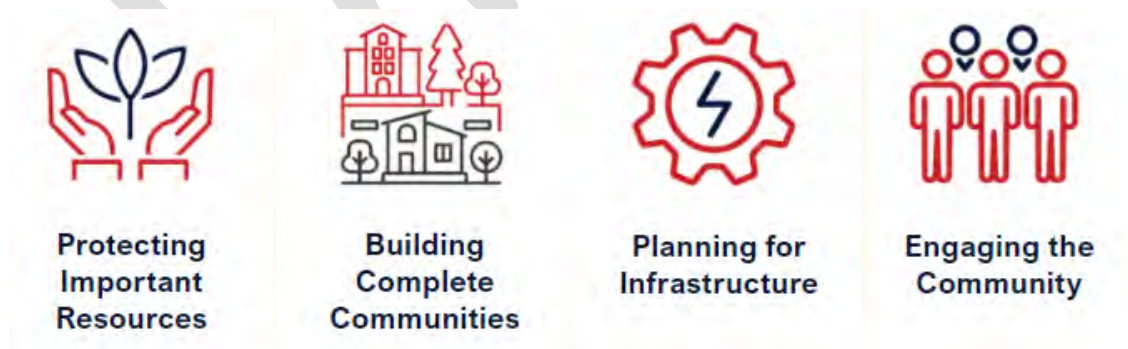 Protecting
Important
Resources
Building
Complete
Communities
Planning for
Infrastructure
Engaging the
Community